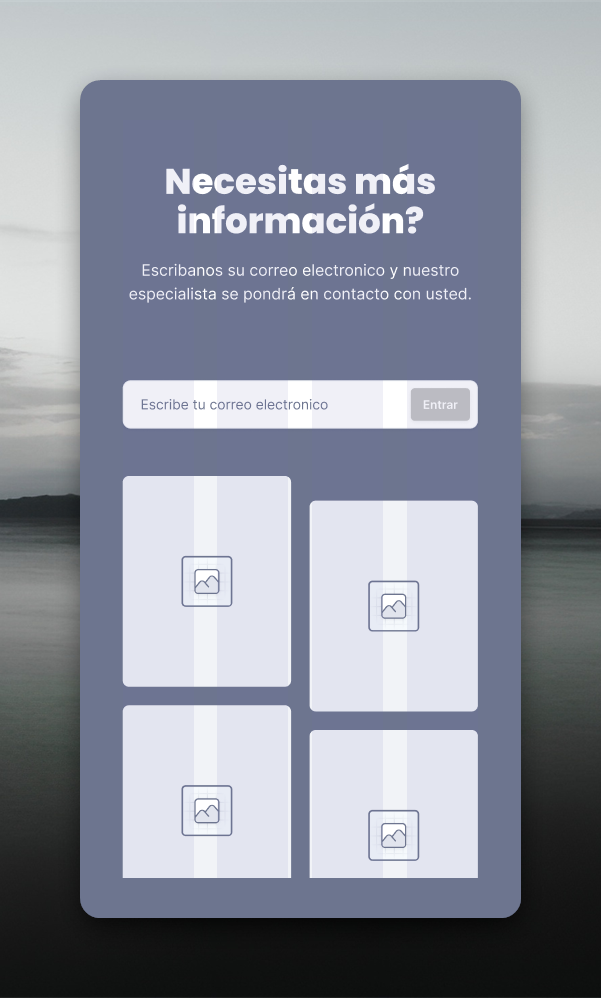 Necesitas más
información?
Escribanos su correo electronico y nuestro
especialista se pondrá en contacto con usted.
Escribe tu correo electronico
Entrar